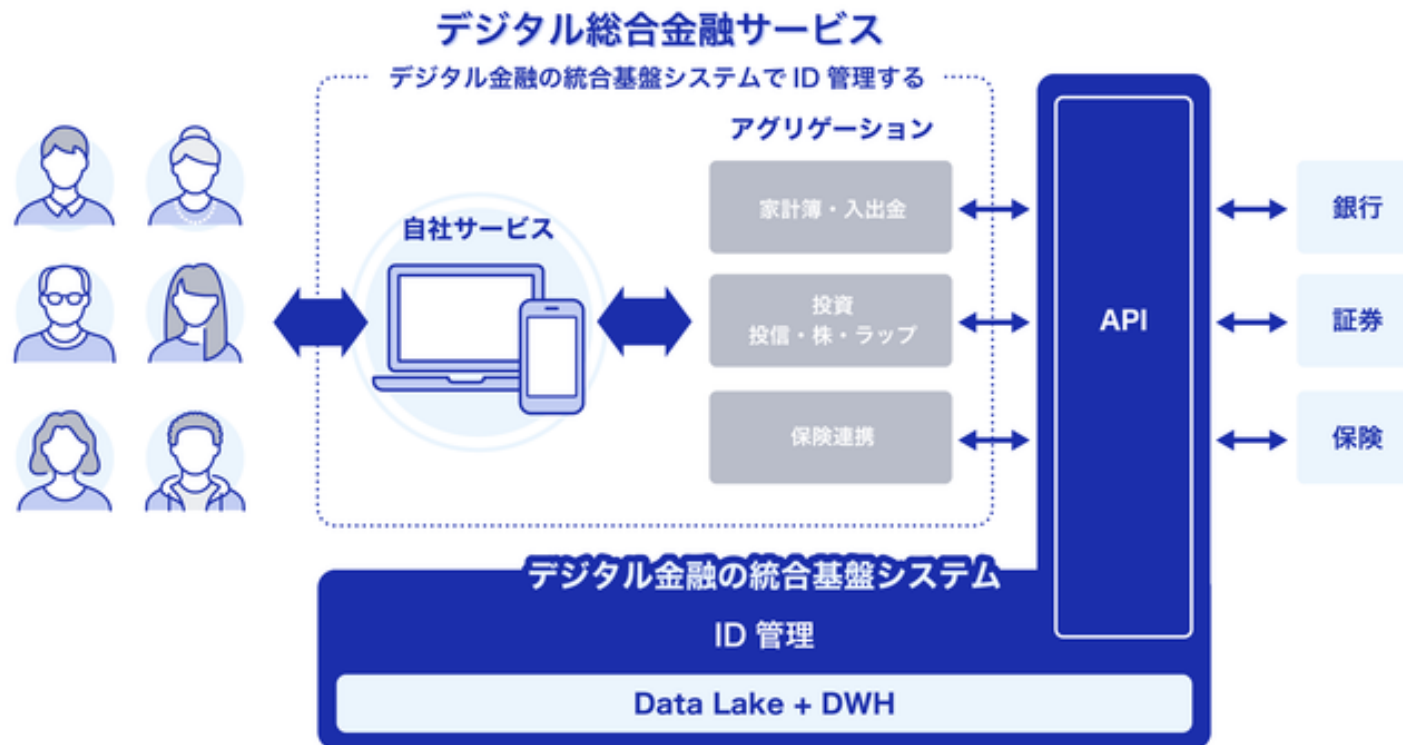 デジタル総合金融サービス
デジタル金融の統合基盤システムで ID 管理する
アグリゲーション
自社サービス
家計簿・入出金
投資
投信・株・ラップ
保険連携
API
銀行
証券
保険
デジタル金融の統合基盤システム
ID 管理
Data Lake + DWH